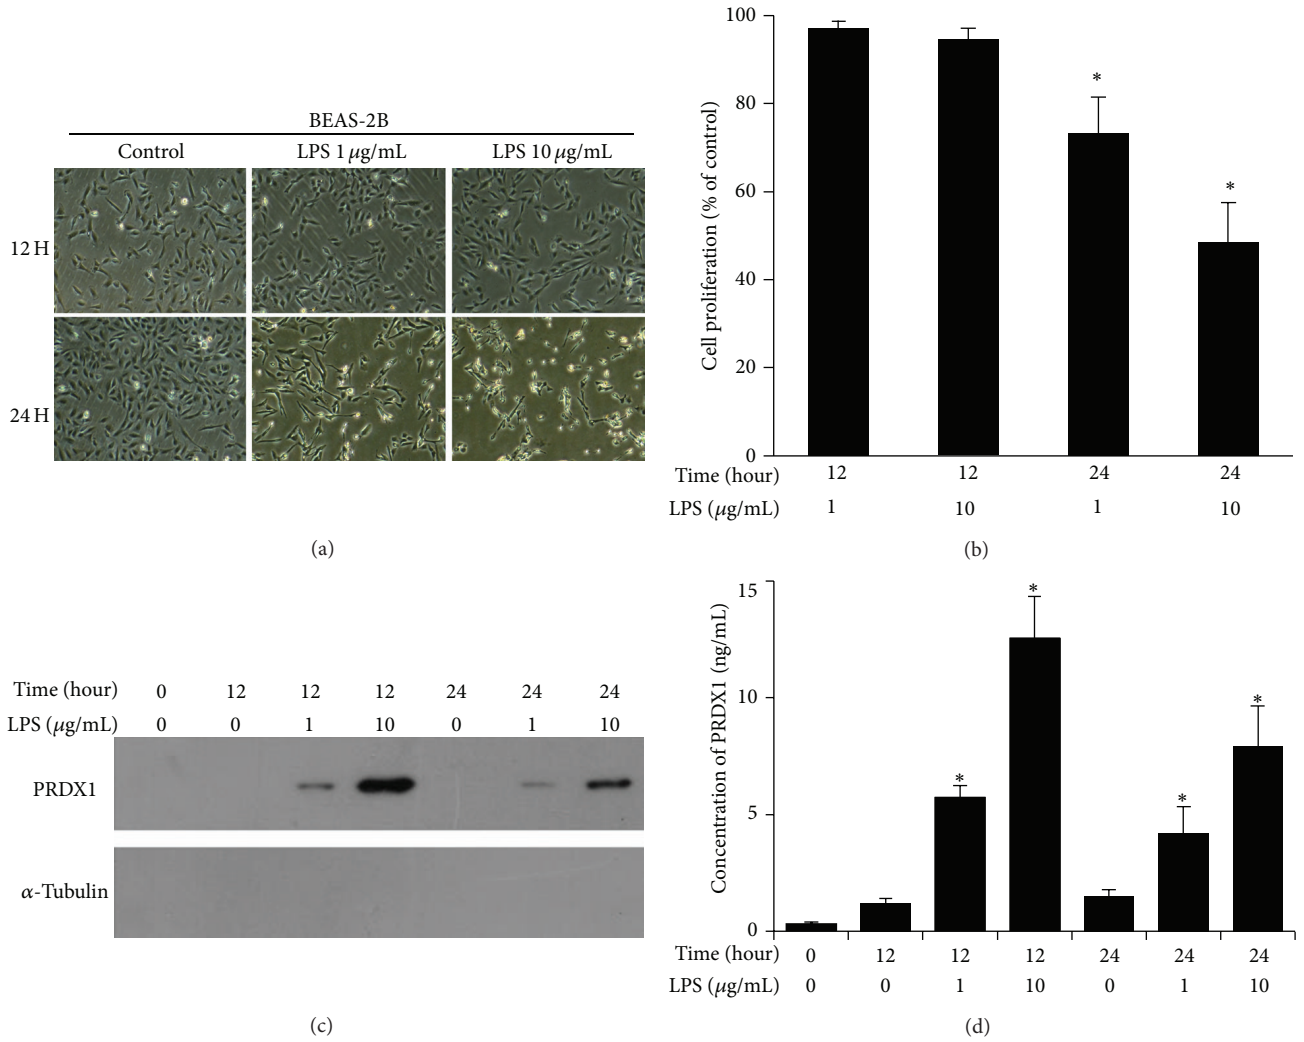 BEAS-2B
Control LPS 1 μg/mL LPS 10 μg/mL
12 H
24 H
(a)
100
80
60
40
20
0
Cell proliferation (% of control)
* *
Time (hour) 12 12 24 24
LPS (μg/mL) 1 10 1 10
(b)
Time (hour) 0 12 12 12 24 24 24
LPS (μg/mL) 0 0 1 10 0 1 10
PRDX1
α-Tubulin
(c)
15
10
5
0
Concentration of PRDX1 (ng/mL)
* * * *
Time (hour) 0 12 12 12 24 24 24
LPS (μg/mL) 0 0 1 10 0 1 10
(d)